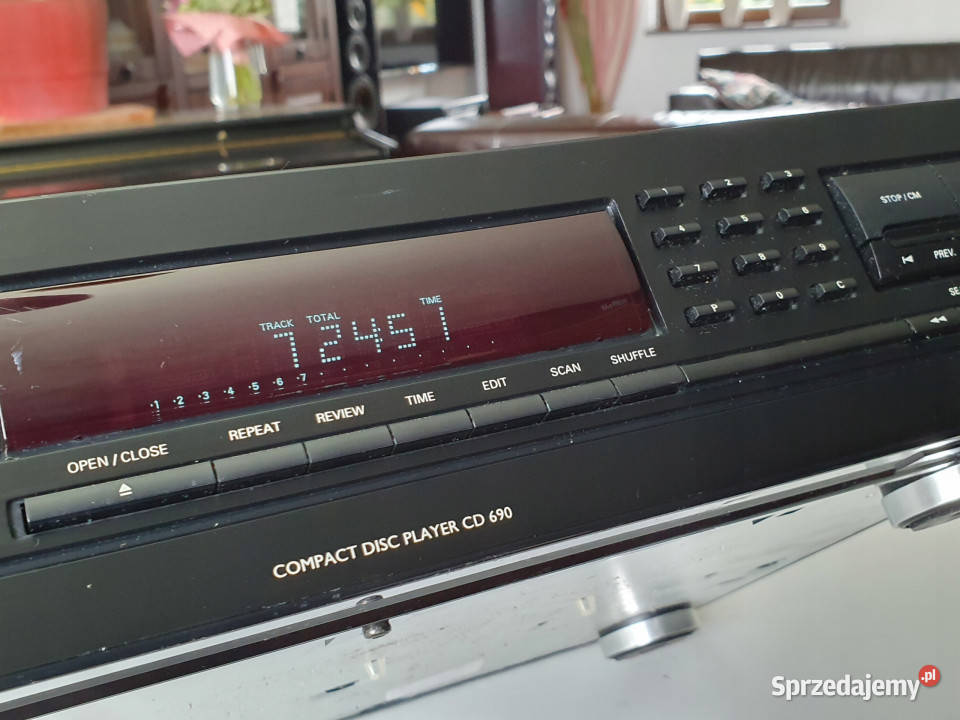 1 2 3
4 5 6
7 8 9
P 0 C
STOP / CM
PREV.
TRACK TOTAL TIME
7 2457
1 2 3 4 5 6 7
OPEN / CLOSE REPEAT REVIEW TIME EDIT SCAN SHUFFLE
COMPACT DISC PLAYER CD 690
Sprzedajemy.pl